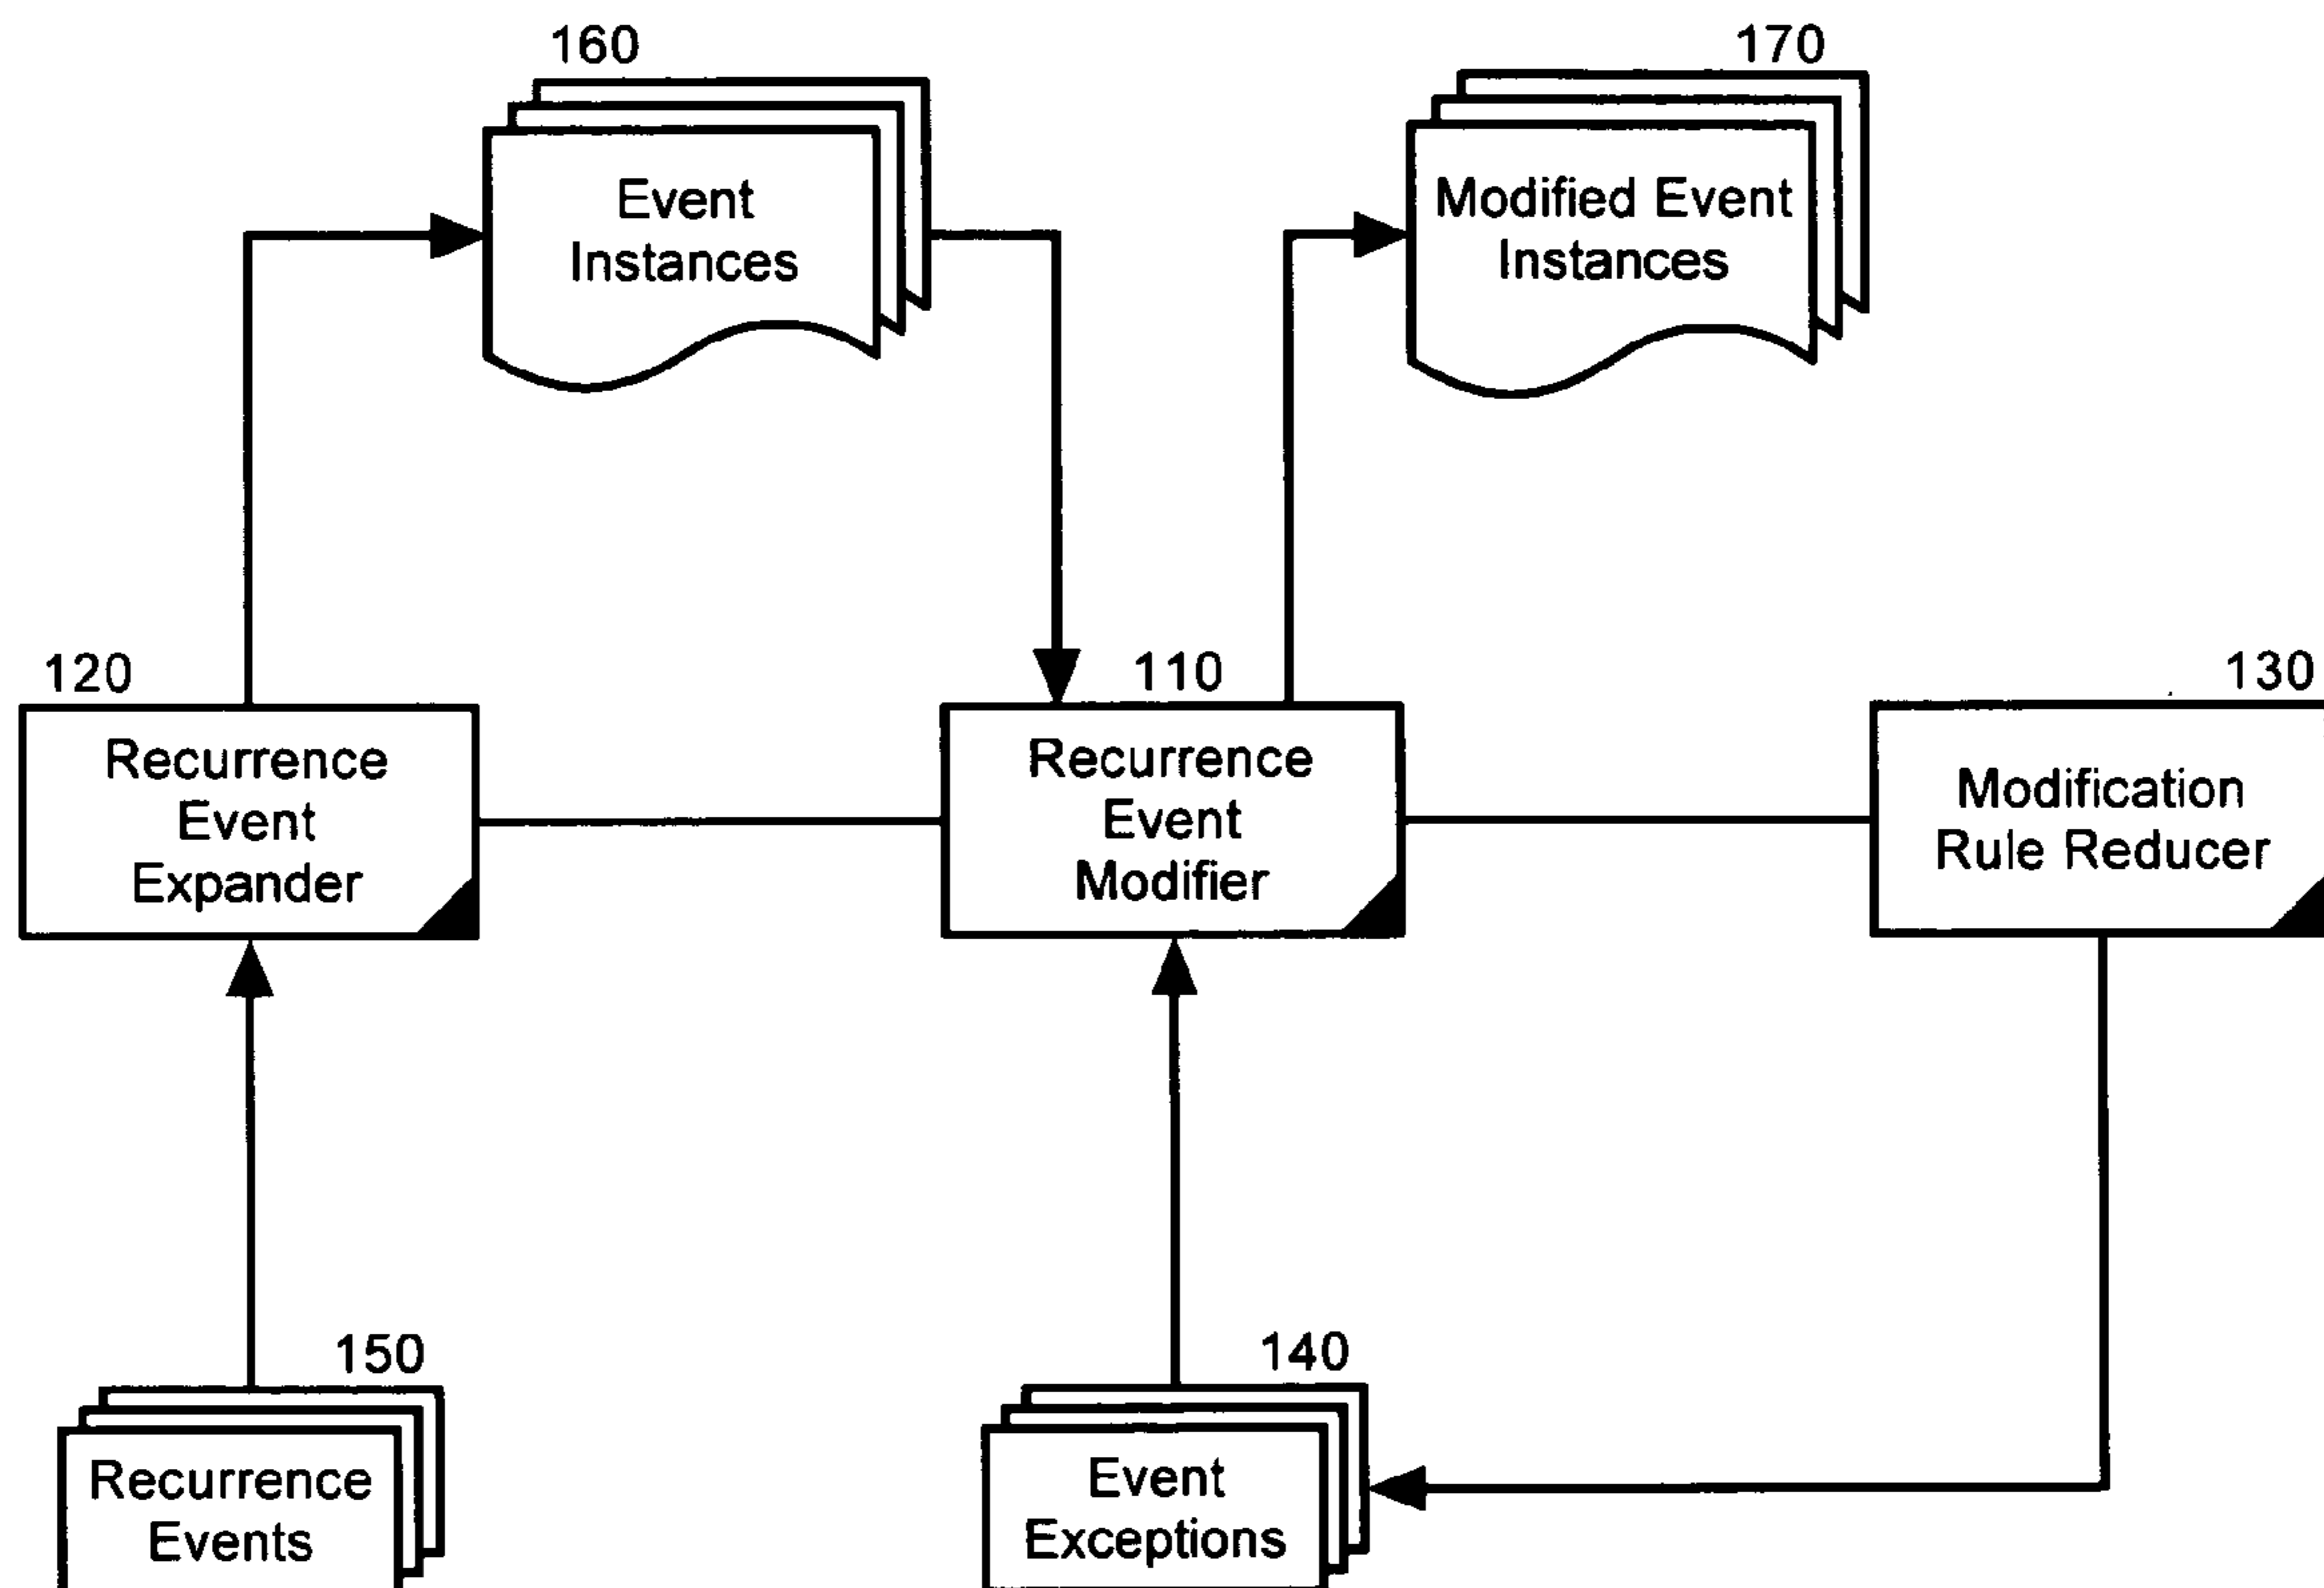 160
170
Event
Instances
Modified Event
Instances
120
110
130
Recurrence
Event
Expander
Recurrence
Event
Modifier
Modification
Rule Reducer
150
140
Recurrence
Events
Event
Exceptions